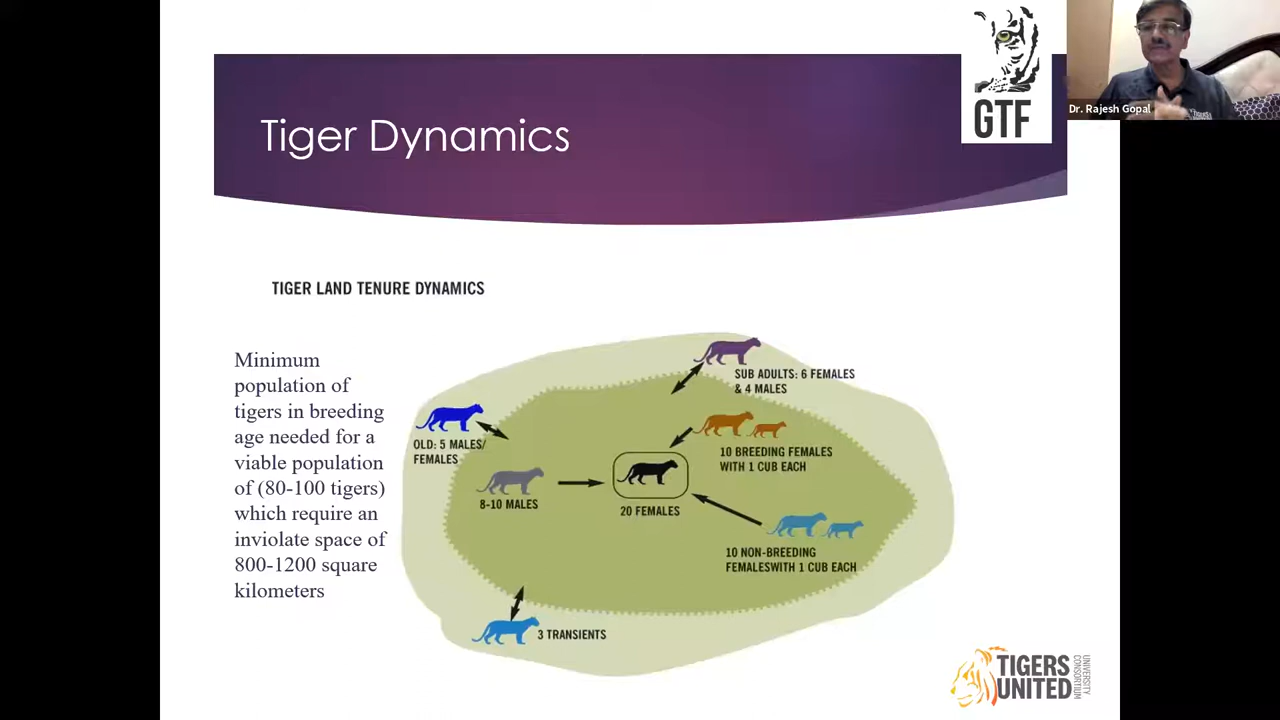 Tiger Dynamics
GTF
Dr. Rajesh Gopal
TIGER LAND TENURE DYNAMICS
Minimum
population of
tigers in breeding
age needed for a
viable population
of (80-100 tigers)
which require an
inviolate space of
800-1200 square
kilometers
SUB ADULTS: 6 FEMALES
& 4 MALES
OLD: 5 MALES/
FEMALES
10 BREEDING FEMALES
WITH 1 CUB EACH
8-10 MALES
20 FEMALES
10 NON-BREEDING
FEMALESWITH 1 CUB EACH
3 TRANSIENTS
TIGERS
UNITED
UNIVERSITY
CONSORTIUM